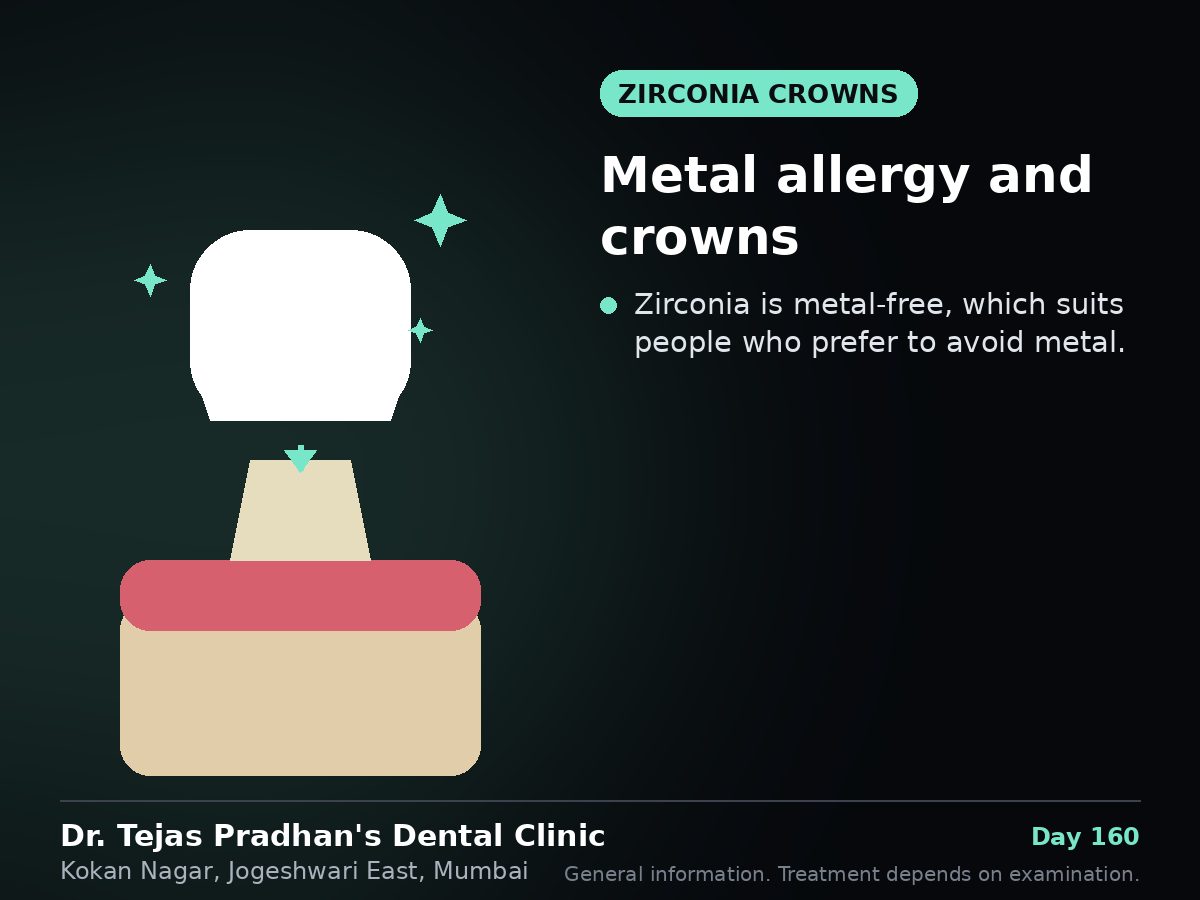 ZIRCONIA CROWNS
Metal allergy and
crowns
Zirconia is metal-free, which suits
people who prefer to avoid metal.
Dr. Tejas Pradhan's Dental Clinic
Day 160
Kokan Nagar, Jogeshwari East, Mumbai
General information. Treatment depends on examination.